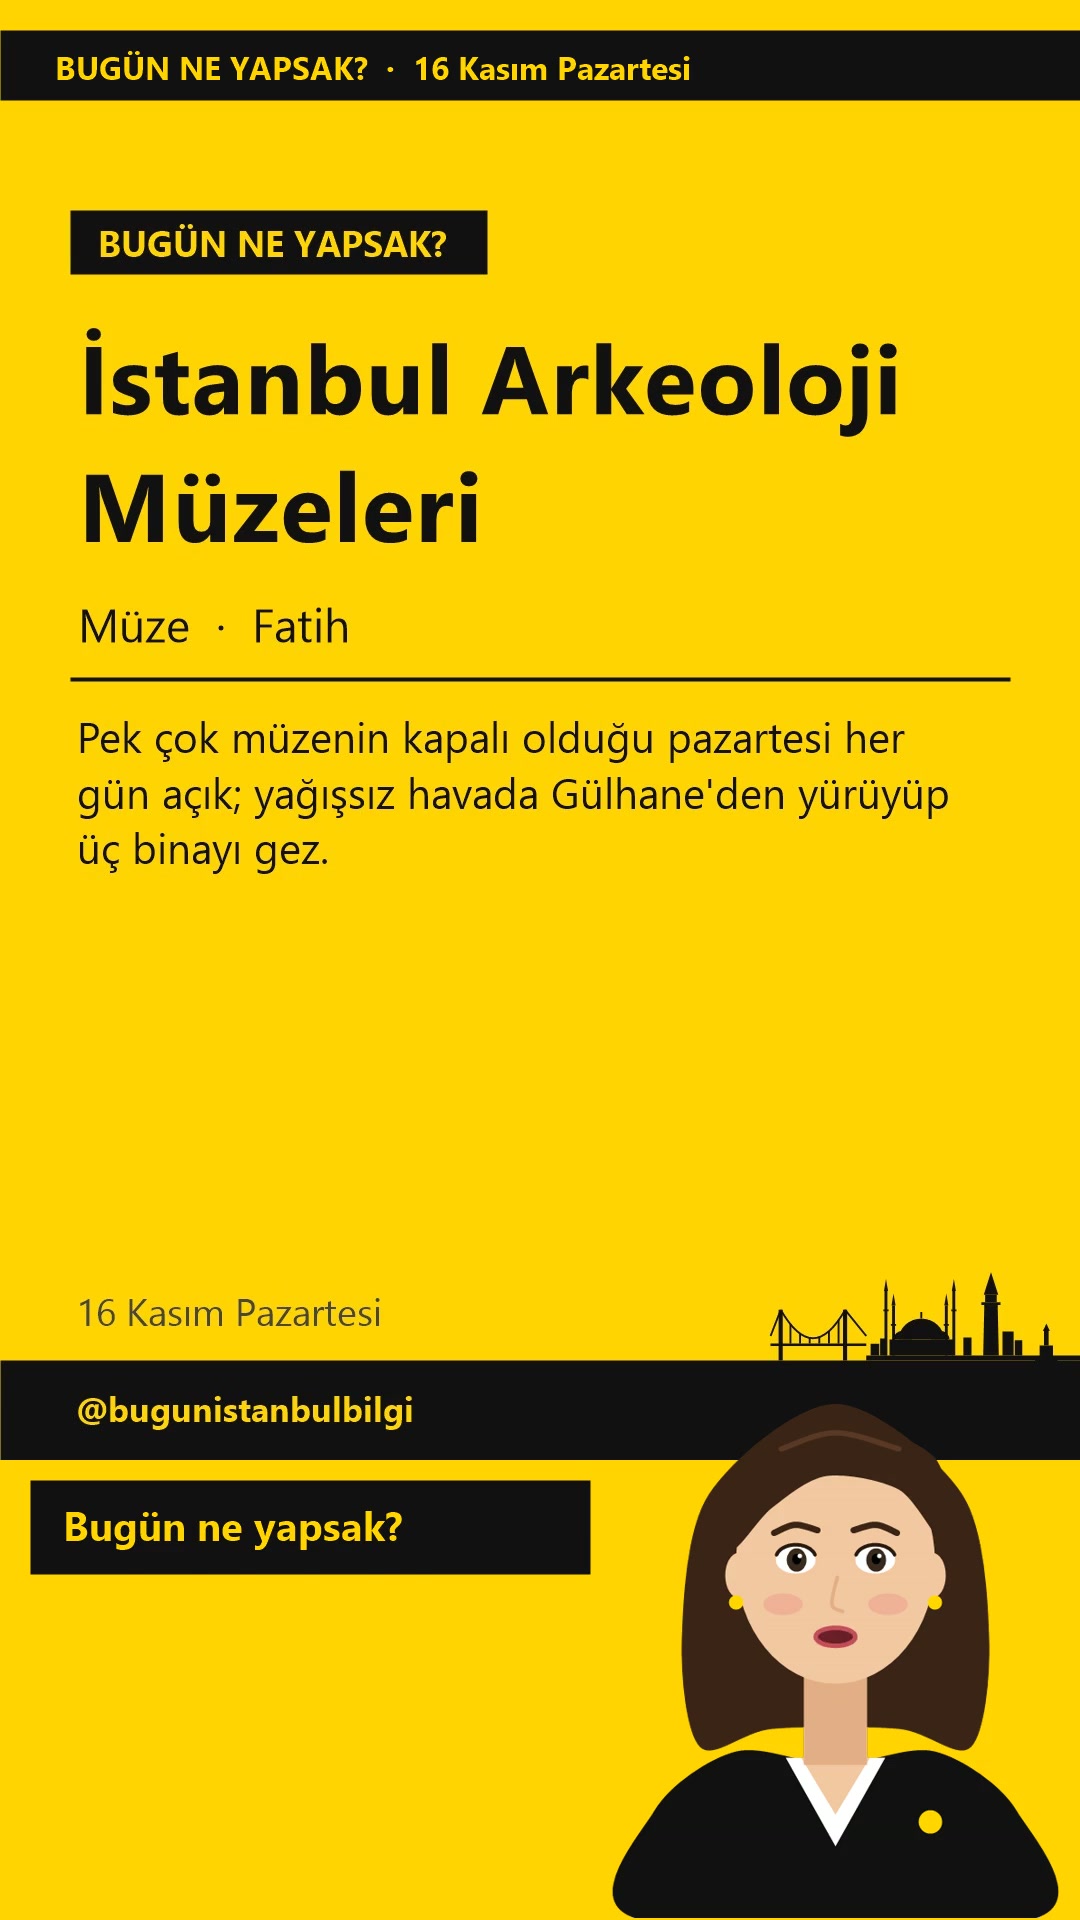 BUGÜN NE YAPSAK? · 16 Kasım Pazartesi
BUGÜN NE YAPSAK?
İstanbul Arkeoloji
Müzeleri
Müze · Fatih
Pek çok müzenin kapalı olduğu pazartesi her
gün açık; yağışsız havada Gülhane'den yürüyüp
üç binayı gez.
16 Kasım Pazartesi
@bugunistanbulbilgi
Bugün ne yapsak?